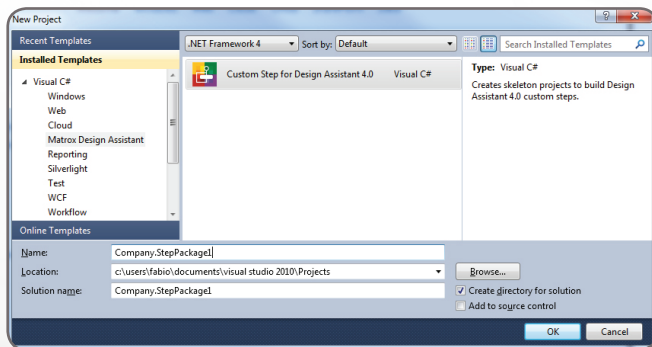 New Project
Recent Templates
Installed Templates
Visual C#
Windows
Web
Cloud
Matrox Design Assistant
Reporting
Silverlight
Test
WCF
Workflow
Online Templates
.NET Framework 4
Sort by: Default
Search Installed Templates
Custom Step for Design Assistant 4.0 Visual C#
Type: Visual C#
Creates skeleton projects to build Design
Assistant 4.0 custom steps.
Name: Company.StepPackage1
Location: c:\users\fabio\documents\visual studio 2010\Projects
Browse...
Solution name: Company.StepPackage1
Create directory for solution
Add to source control
OK Cancel